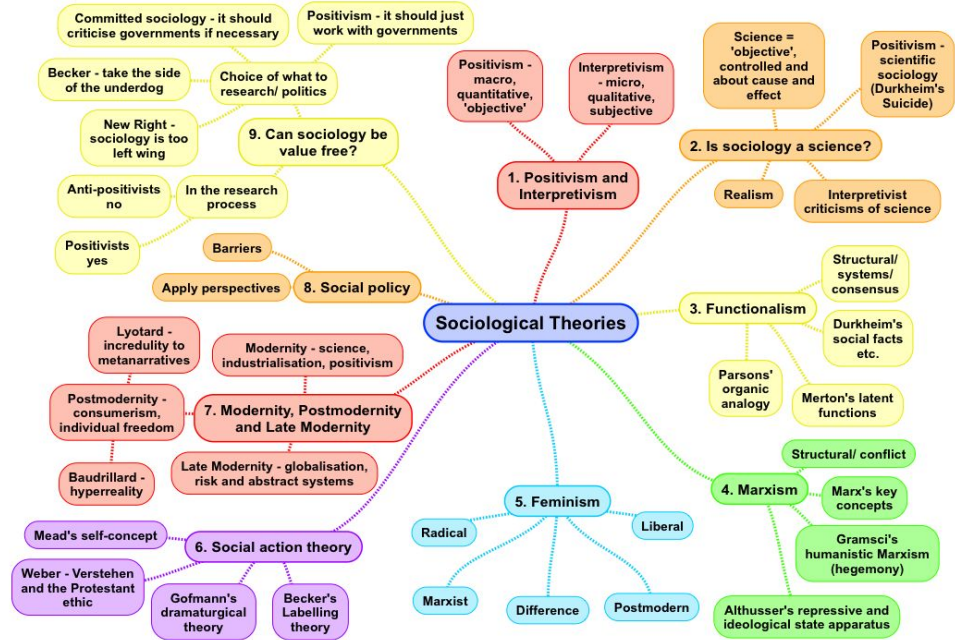 Sociological Theories
1. Positivism and
Interpretivism
Positivism -
macro,
quantitative,
'objective'
Interpretivism
- micro,
qualitative,
subjective
2. Is sociology a science?
Science =
'objective',
controlled and
about cause and
effect
Positivism -
scientific
sociology
(Durkheim's
Suicide)
Realism
Interpretivist
criticisms of science
3. Functionalism
Structural/
systems/
consensus
Durkheim's
social facts
etc.
Merton's latent
functions
Parsons'
organic
analogy
4. Marxism
Structural/ conflict
Marx's key
concepts
Gramsci's
humanistic Marxism
(hegemony)
Althusser's repressive and
ideological state apparatus
5. Feminism
Liberal
Postmodern
Difference
Marxist
Radical
6. Social action theory
Mead's self-concept
Weber - Verstehen
and the Protestant
ethic
Gofmann's
dramaturgical
theory
Becker's
Labelling
theory
7. Modernity, Postmodernity
and Late Modernity
Modernity - science,
industrialisation, positivism
Lyotard -
incredulity to
metanarratives
Postmodernity -
consumerism,
individual freedom
Baudrillard -
hyperreality
Late Modernity - globalisation,
risk and abstract systems
8. Social policy
Barriers
Apply perspectives
9. Can sociology be
value free?
Choice of what to
research/ politics
Committed sociology - it should
criticise governments if necessary
Positivism - it should just
work with governments
Becker - take the side
of the underdog
New Right -
sociology is too
left wing
In the research
process
Anti-positivists
no
Positivists
yes